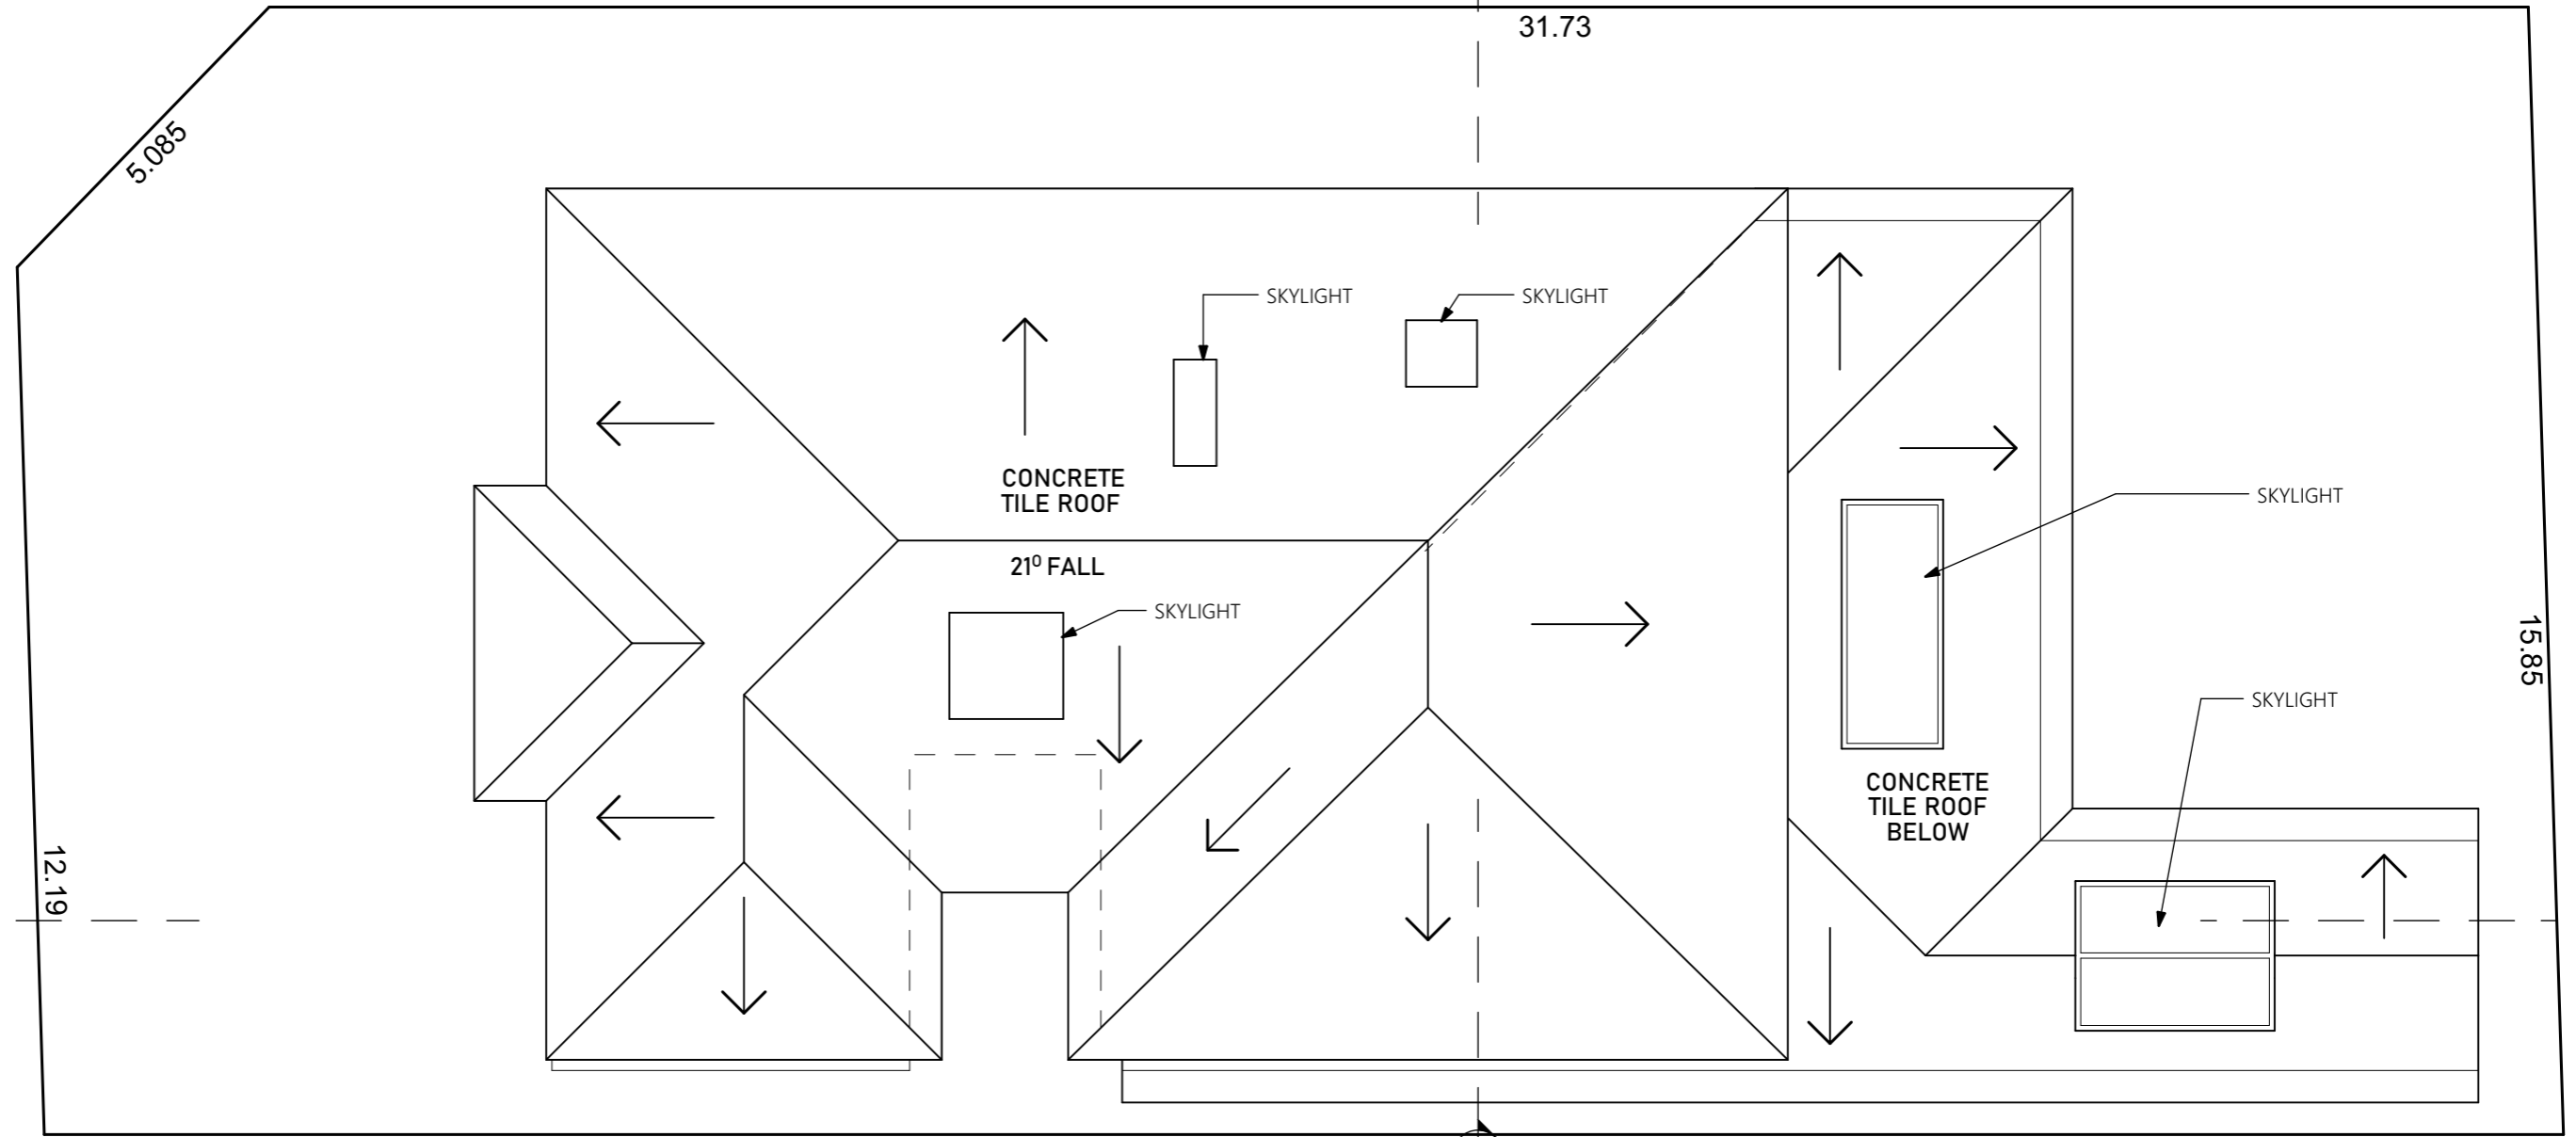 31.73
5.085
SKYLIGHT
SKYLIGHT
CONCRETE
TILE ROOF
SKYLIGHT
21⁰ FALL
SKYLIGHT
15.85
SKYLIGHT
CONCRETE
TILE ROOF
BELOW
12.19